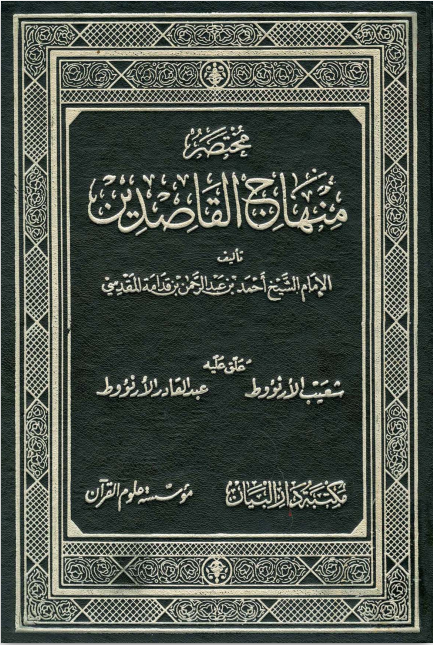 مختصر
منهاج القاصدين
تأليف
الإمام الشيخ أحمد بن عبد الرحمن بن قدامة المقدسي
علق عليه
شعيب الأرنؤوط عبد القادر الأرنؤوط
مكتبة دار البيان مؤسسة علوم القرآن